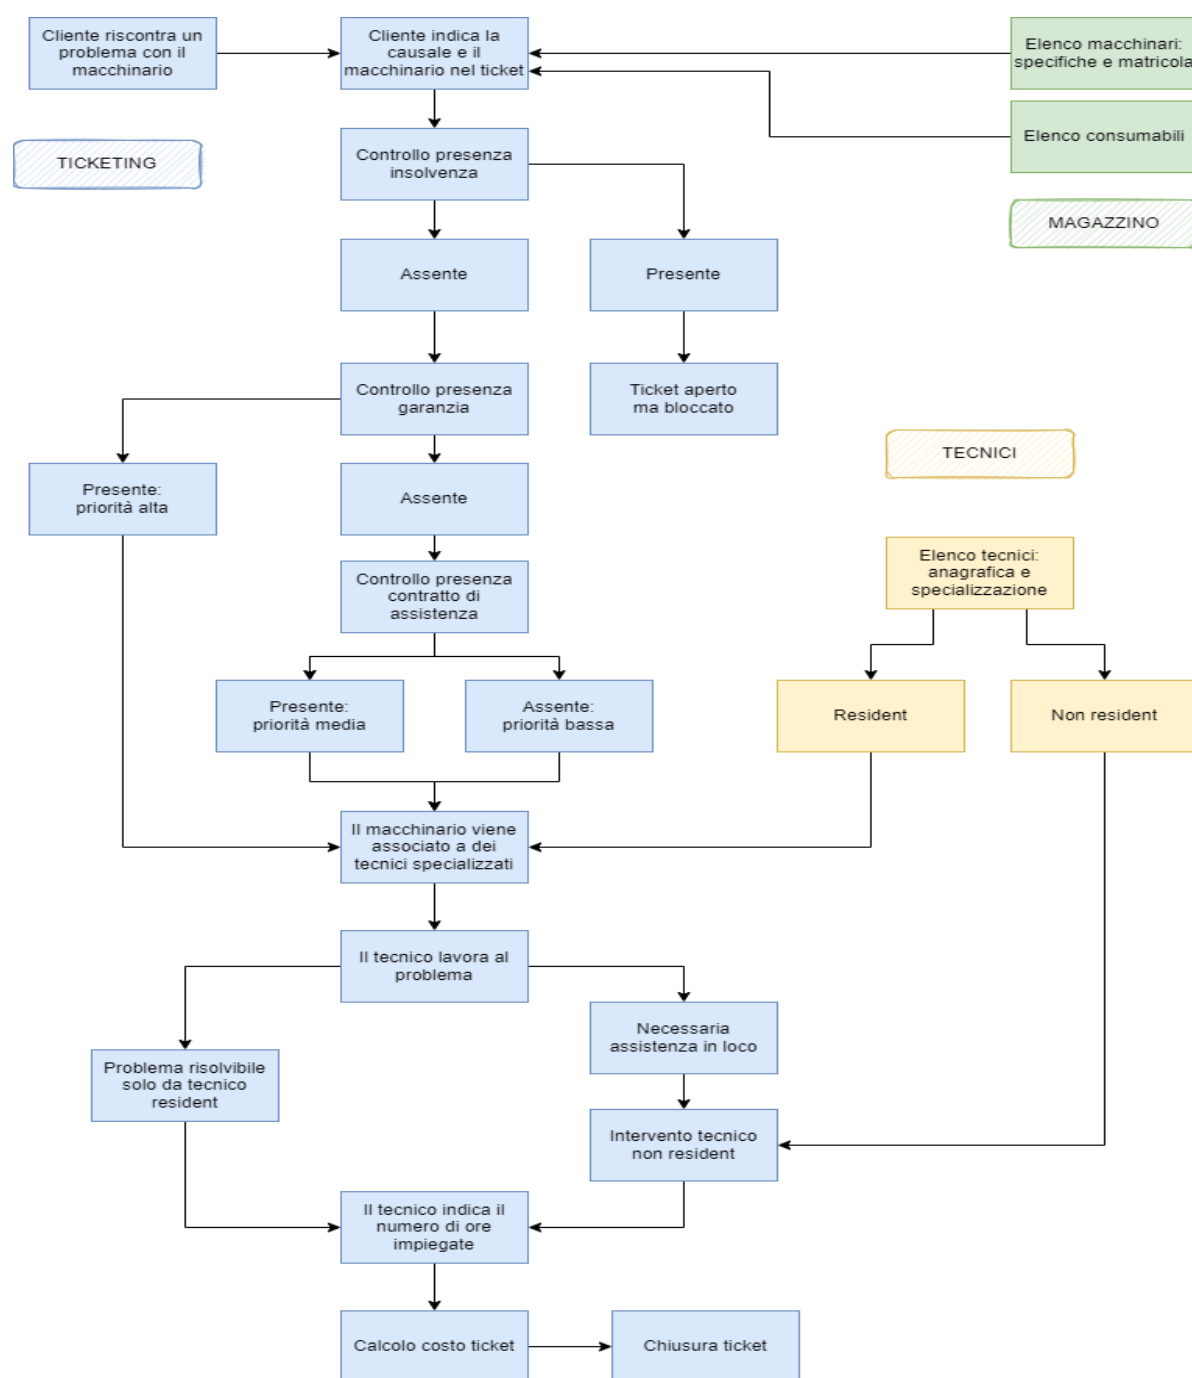 Cliente riscontra un
problema con il
macchinario
Cliente indica la
causale e il
macchinario nel ticket
Elenco macchinari:
specifiche e matricola
Elenco consumabili
TICKETING
Controllo presenza
insolvenza
MAGAZZINO
Assente
Presente
Controllo presenza
garanzia
Ticket aperto
ma bloccato
TECNICI
Presente:
priorità alta
Assente
Elenco tecnici:
anagrafica e
specializzazione
Controllo presenza
contratto di
assistenza
Presente:
priorità media
Assente:
priorità bassa
Resident
Non resident
Il macchinario viene
associato a dei
tecnici specializzati
Il tecnico lavora al
problema
Necessaria
assistenza in loco
Problema risolvibile
solo da tecnico
resident
Intervento tecnico
non resident
Il tecnico indica il
numero di ore
impiegate
Calcolo costo ticket
Chiusura ticket